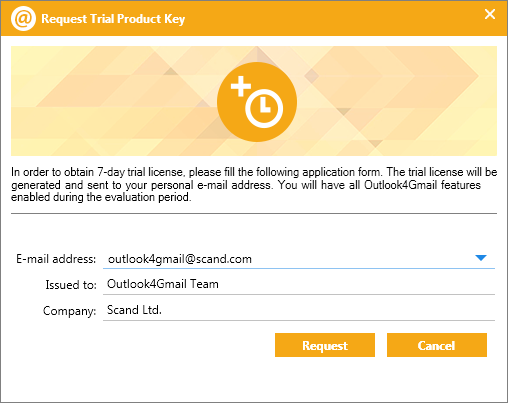 @ Request Trial Product Key
In order to obtain 7-day trial license, please fill the following application form. The trial license will be
generated and sent to your personal e-mail address. You will have all Outlook4Gmail features
enabled during the evaluation period.
E-mail address: outlook4gmail@scand.com
Issued to: Outlook4Gmail Team
Company: Scand Ltd.
Request Cancel